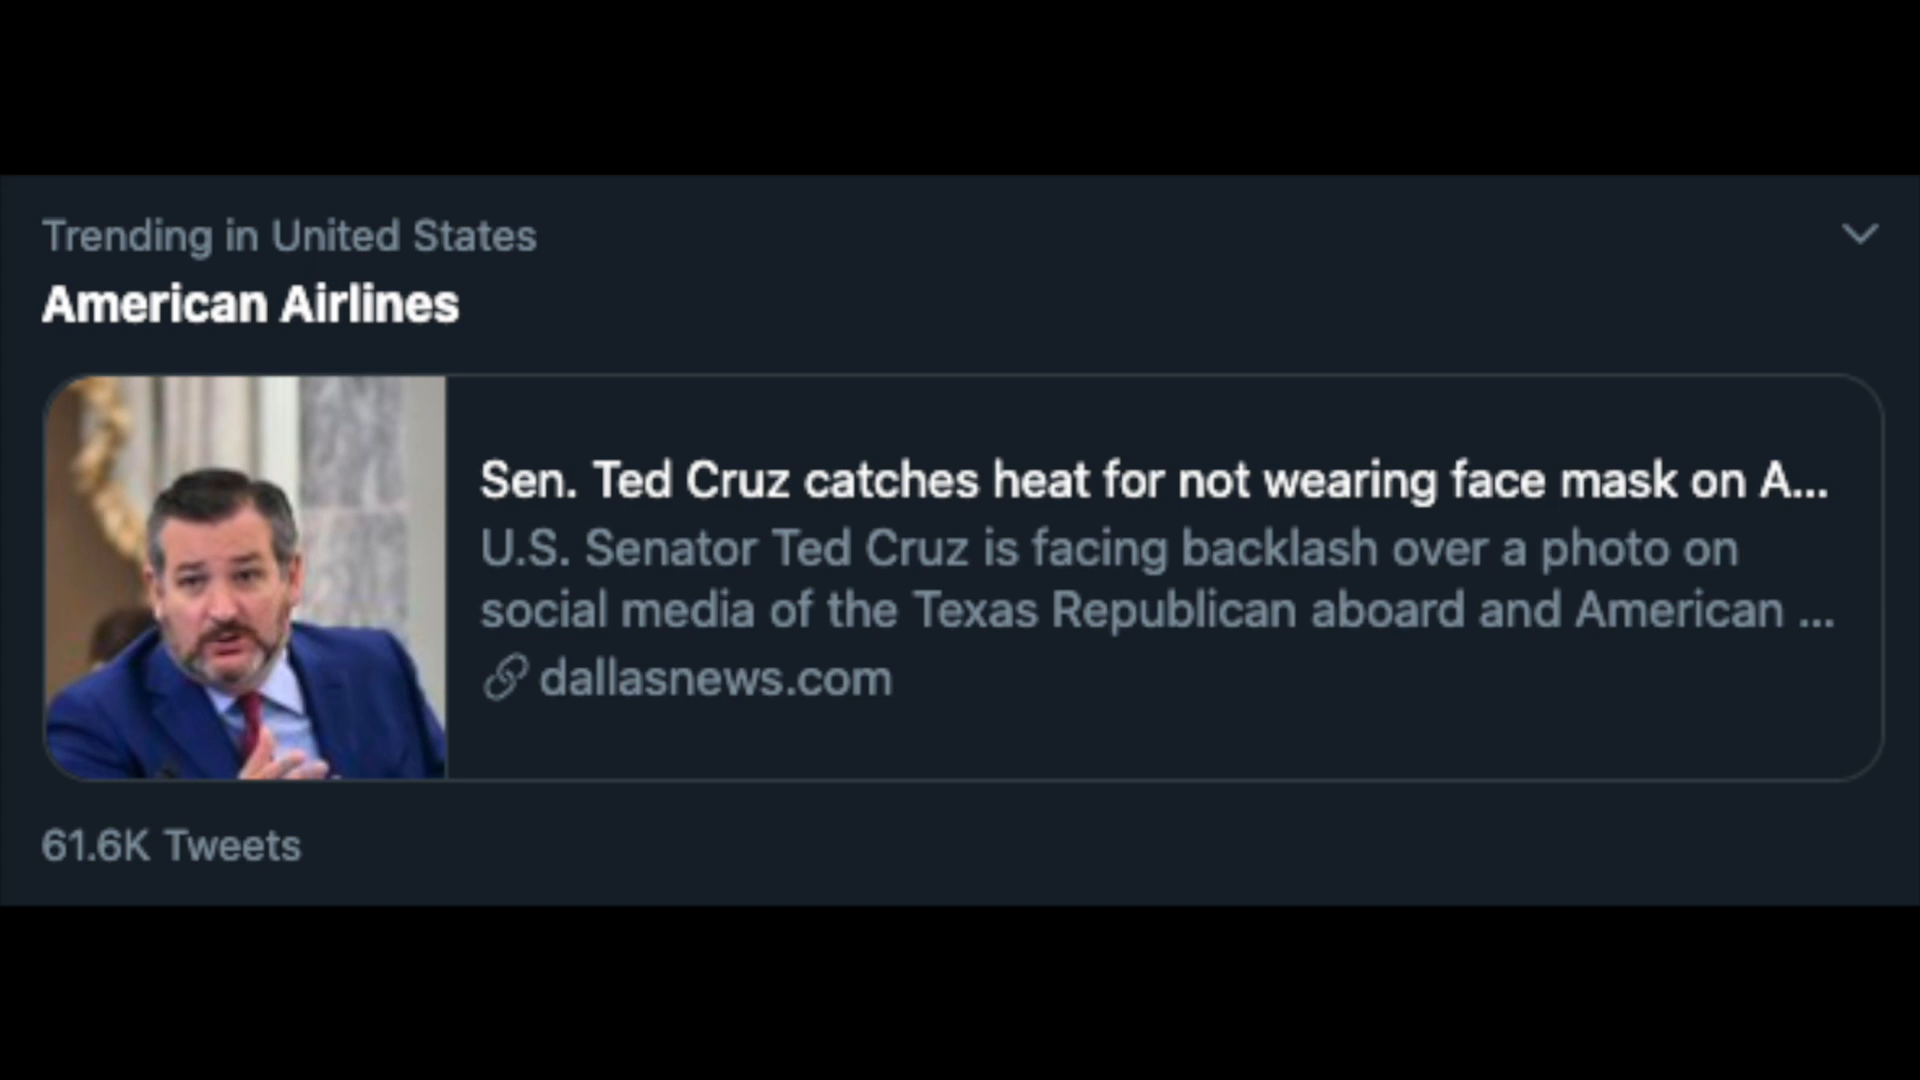 Trending in United States
American Airlines
Sen. Ted Cruz catches heat for not wearing face mask on A...
U.S. Senator Ted Cruz is facing backlash over a photo on
social media of the Texas Republican aboard and American ...
dallasnews.com
61.6K Tweets